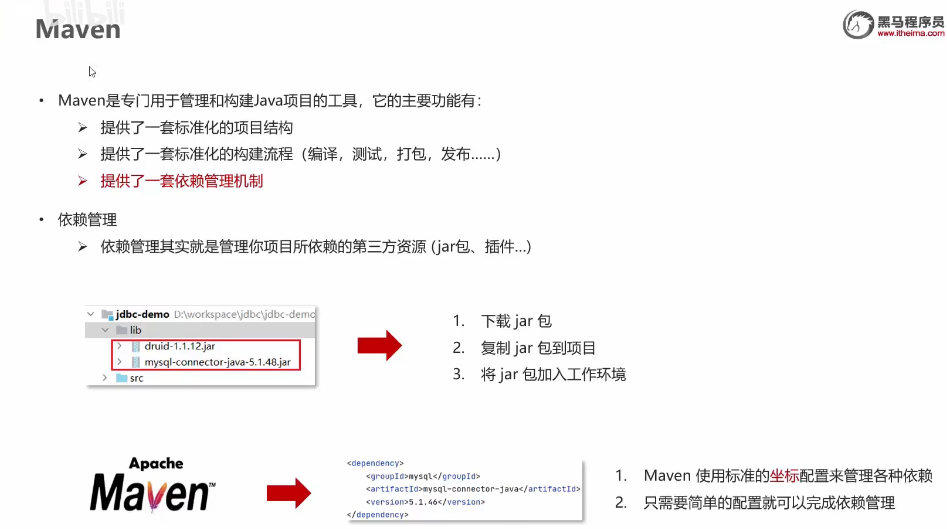 bilibili
Maven
黑马程序员
www.itheima.com
• Maven是专门用于管理和构建Java项目的工具，它的主要功能有：
➢ 提供了一套标准化的项目结构
➢ 提供了一套标准化的构建流程（编译，测试，打包，发布……）
➢ 提供了一套依赖管理机制
• 依赖管理
➢ 依赖管理其实就是管理你项目所依赖的第三方资源 (jar包、插件…)
jdbc-demo D:\workspace\jdbc\jdbc-demo
lib
druid-1.1.12.jar
mysql-connector-java-5.1.48.jar
src
1. 下载 jar 包
2. 复制 jar 包到项目
3. 将 jar 包加入工作环境
Apache
Maven™
<dependency>
<groupId>mysql</groupId>
<artifactId>mysql-connector-java</artifactId>
<version>5.1.46</version>
</dependency>
1. Maven 使用标准的坐标配置来管理各种依赖
2. 只需要简单的配置就可以完成依赖管理